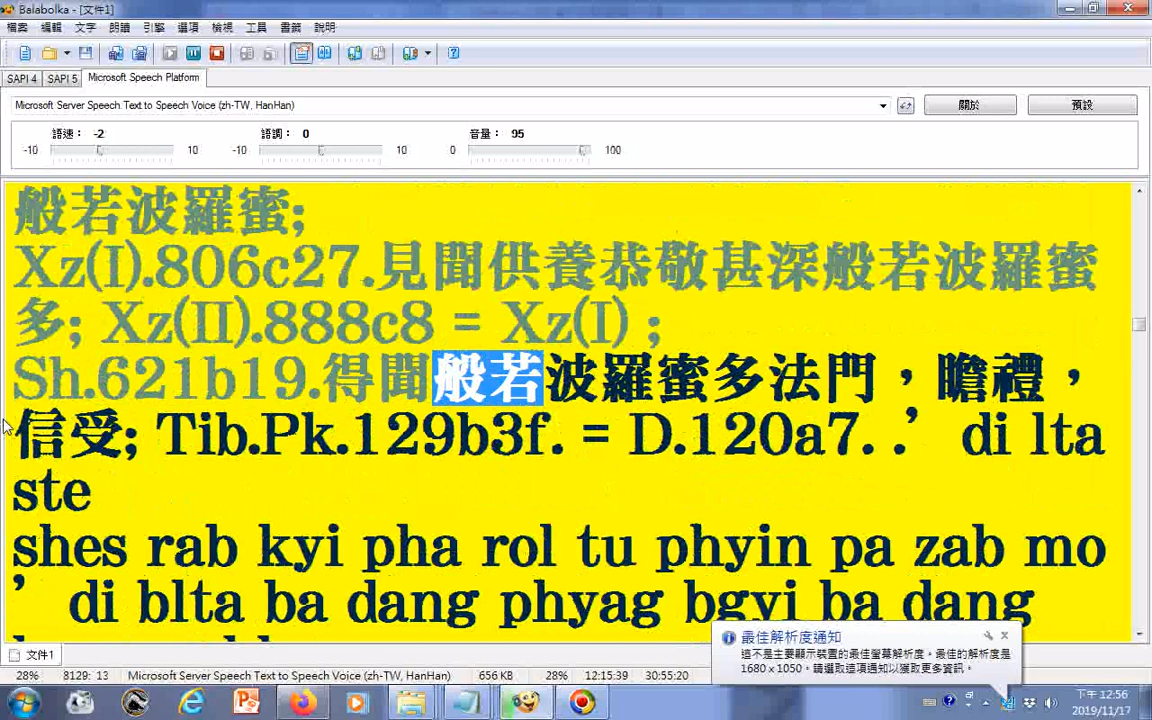 Balabolka - [文件1]
檔案 編輯 文字 朗讀 引擎 選項 檢視 工具 書籤 說明
SAPI 4 SAPI 5 Microsoft Speech Platform
Microsoft Server Speech Text to Speech Voice (zh-TW, HanHan)
關於 預設
語速： -2 語調： 0 音量： 95
-10 10 -10 10 0 100
般若波羅蜜;
Xz(I).806c27.見聞供養恭敬甚深般若波羅蜜
多; Xz(II).888c8 = Xz(I) ;
Sh.621b19.得聞般若波羅蜜多法門，瞻禮，
信受; Tib.Pk.129b3f. = D.120a7. .’ di lta
ste
shes rab kyi pha rol tu phyin pa zab mo
’ di blta ba dang phyag bgyi ba dang
最佳解析度通知
這不是主要顯示裝置的最佳螢幕解析度。最佳的解析度是
1680 x 1050。請選取這項通知以獲取更多資訊。
文件1
28% 8129: 13 Microsoft Server Speech Text to Speech Voice (zh-TW, HanHan) 656 KB 28% 12:15:39 30:55:20
下午 12:56
2019/11/17